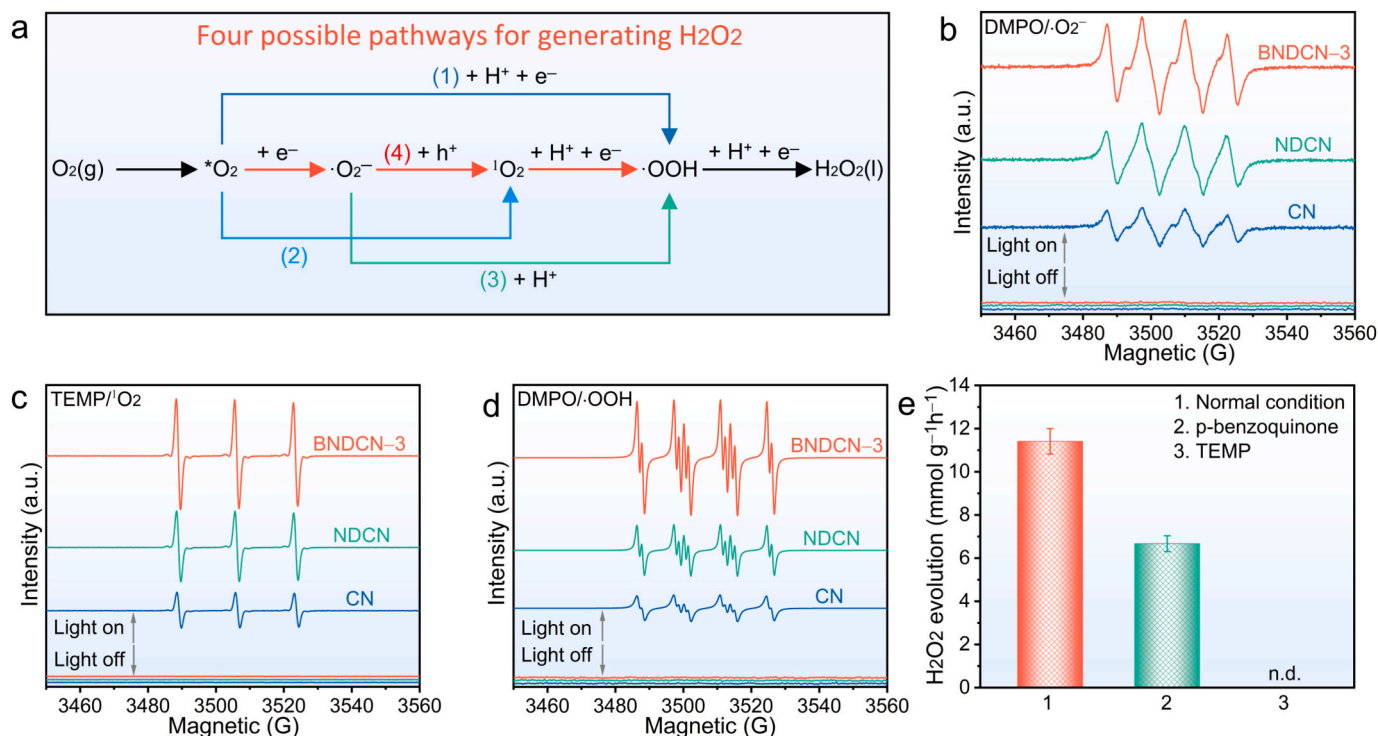 a
Four possible pathways for generating H2O2
(1) + H⁺ + e⁻
O₂(g)
*O₂
+ e⁻
·O₂⁻
(4) + h⁺
¹O₂
+ H⁺ + e⁻
·OOH
+ H⁺ + e⁻
H₂O₂(l)
(2)
(3) + H⁺
b
DMPO/·O₂⁻
BNDCN−3
NDCN
CN
Light on
Light off
Intensity (a.u.)
3460 3480 3500 3520 3540 3560
Magnetic (G)
c
TEMP/¹O₂
BNDCN−3
NDCN
CN
Light on
Light off
Intensity (a.u.)
3460 3480 3500 3520 3540 3560
Magnetic (G)
d
DMPO/·OOH
BNDCN−3
NDCN
CN
Light on
Light off
Intensity (a.u.)
3460 3480 3500 3520 3540 3560
Magnetic (G)
e
H2O2 evolution (nmol g⁻¹h⁻¹)
14
12
10
8
6
4
2
0
1. Normal condition
2. p-benzoquinone
3. TEMP
n.d.
1 2 3